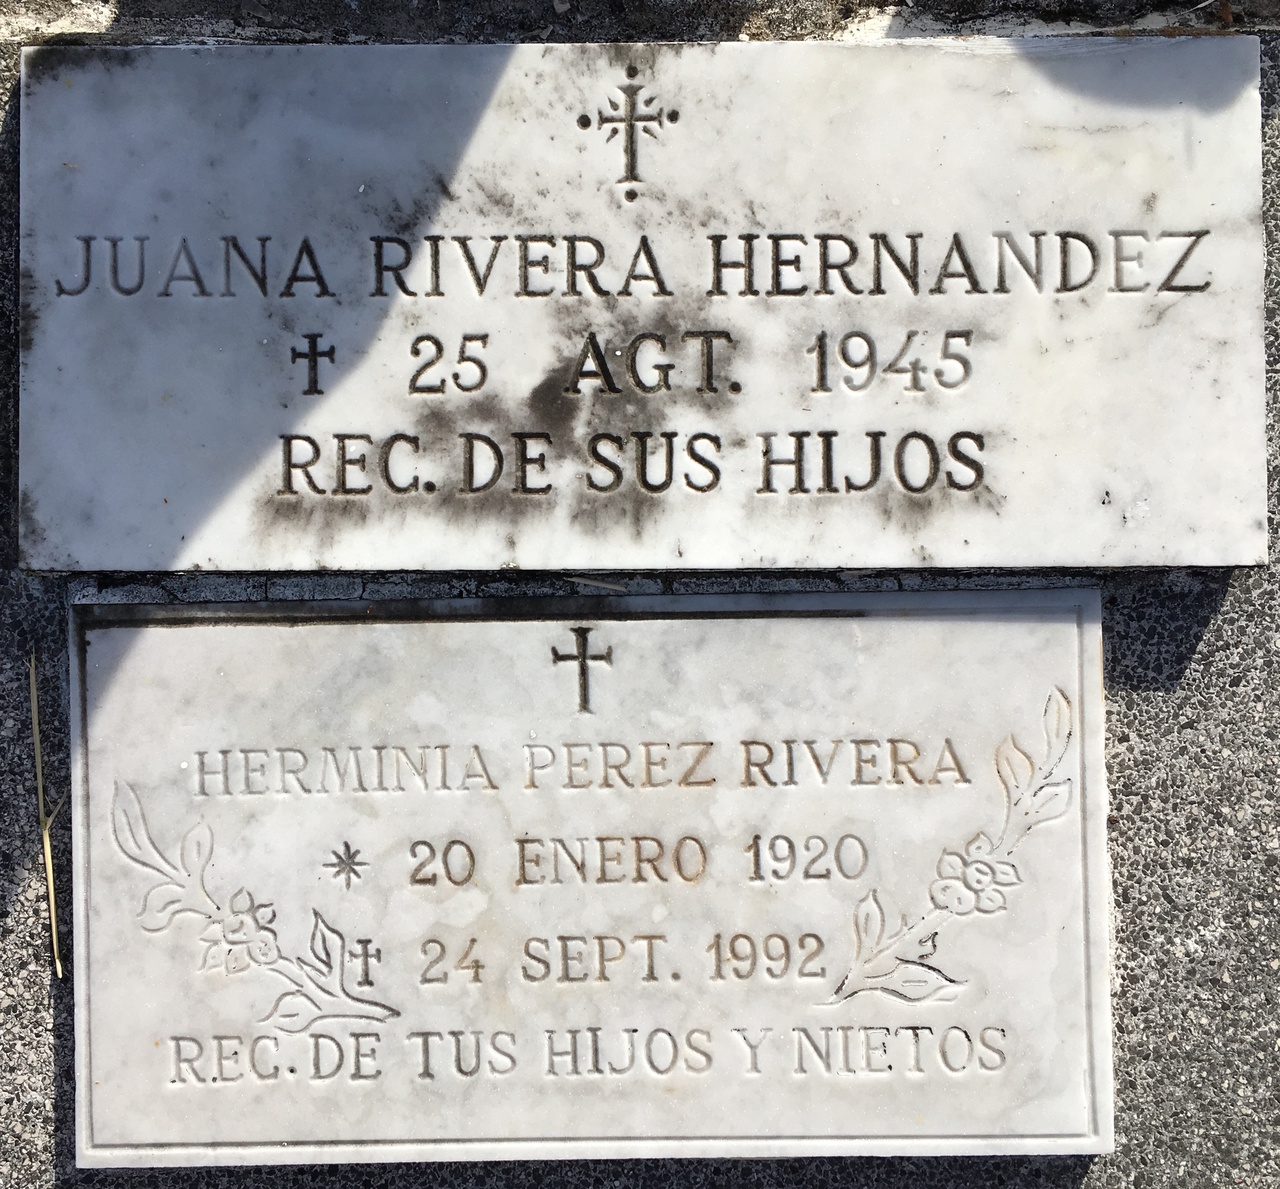 JUANA RIVERA HERNANDEZ
✝ 25 AGT. 1945
REC. DE SUS HIJOS
HERMINIA PEREZ RIVERA
* 20 ENERO 1920
✝ 24 SEPT. 1992
REC. DE TUS HIJOS Y NIETOS